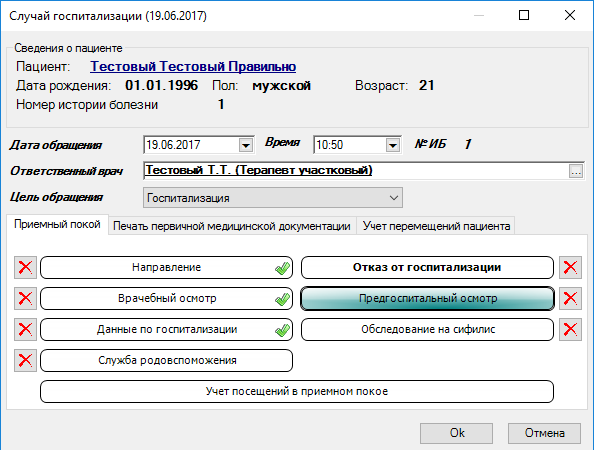 Случай госпитализации (19.06.2017)
Сведения о пациенте
Пациент: Тестовый Тестовый Правильно
Дата рождения: 01.01.1996 Пол: мужской Возраст: 21
Номер истории болезни 1
Дата обращения 19.06.2017 Время 10:50 № ИБ 1
Ответственный врач Тестовый Т.Т. (Терапевт участковый) ...
Цель обращения Госпитализация
Приемный покой Печать первичной медицинской документации Учет перемещений пациента
Направление Отказ от госпитализации
Врачебный осмотр Предгоспитальный осмотр
Данные по госпитализации Обследование на сифилис
Служба родовспоможения
Учет посещений в приемном покое
Ok Отмена